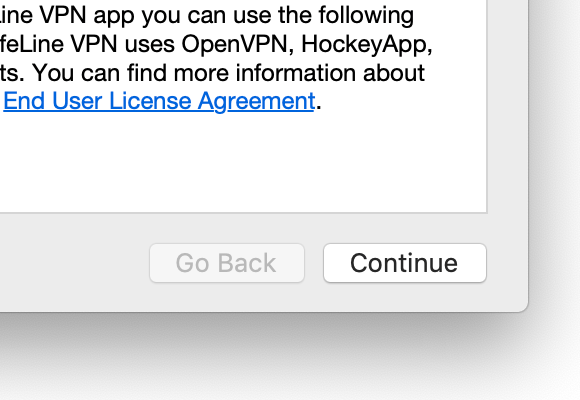 Line VPN app you can use the following
feLine VPN uses OpenVPN, HockeyApp,
ts. You can find more information about
End User License Agreement.
Go Back
Continue